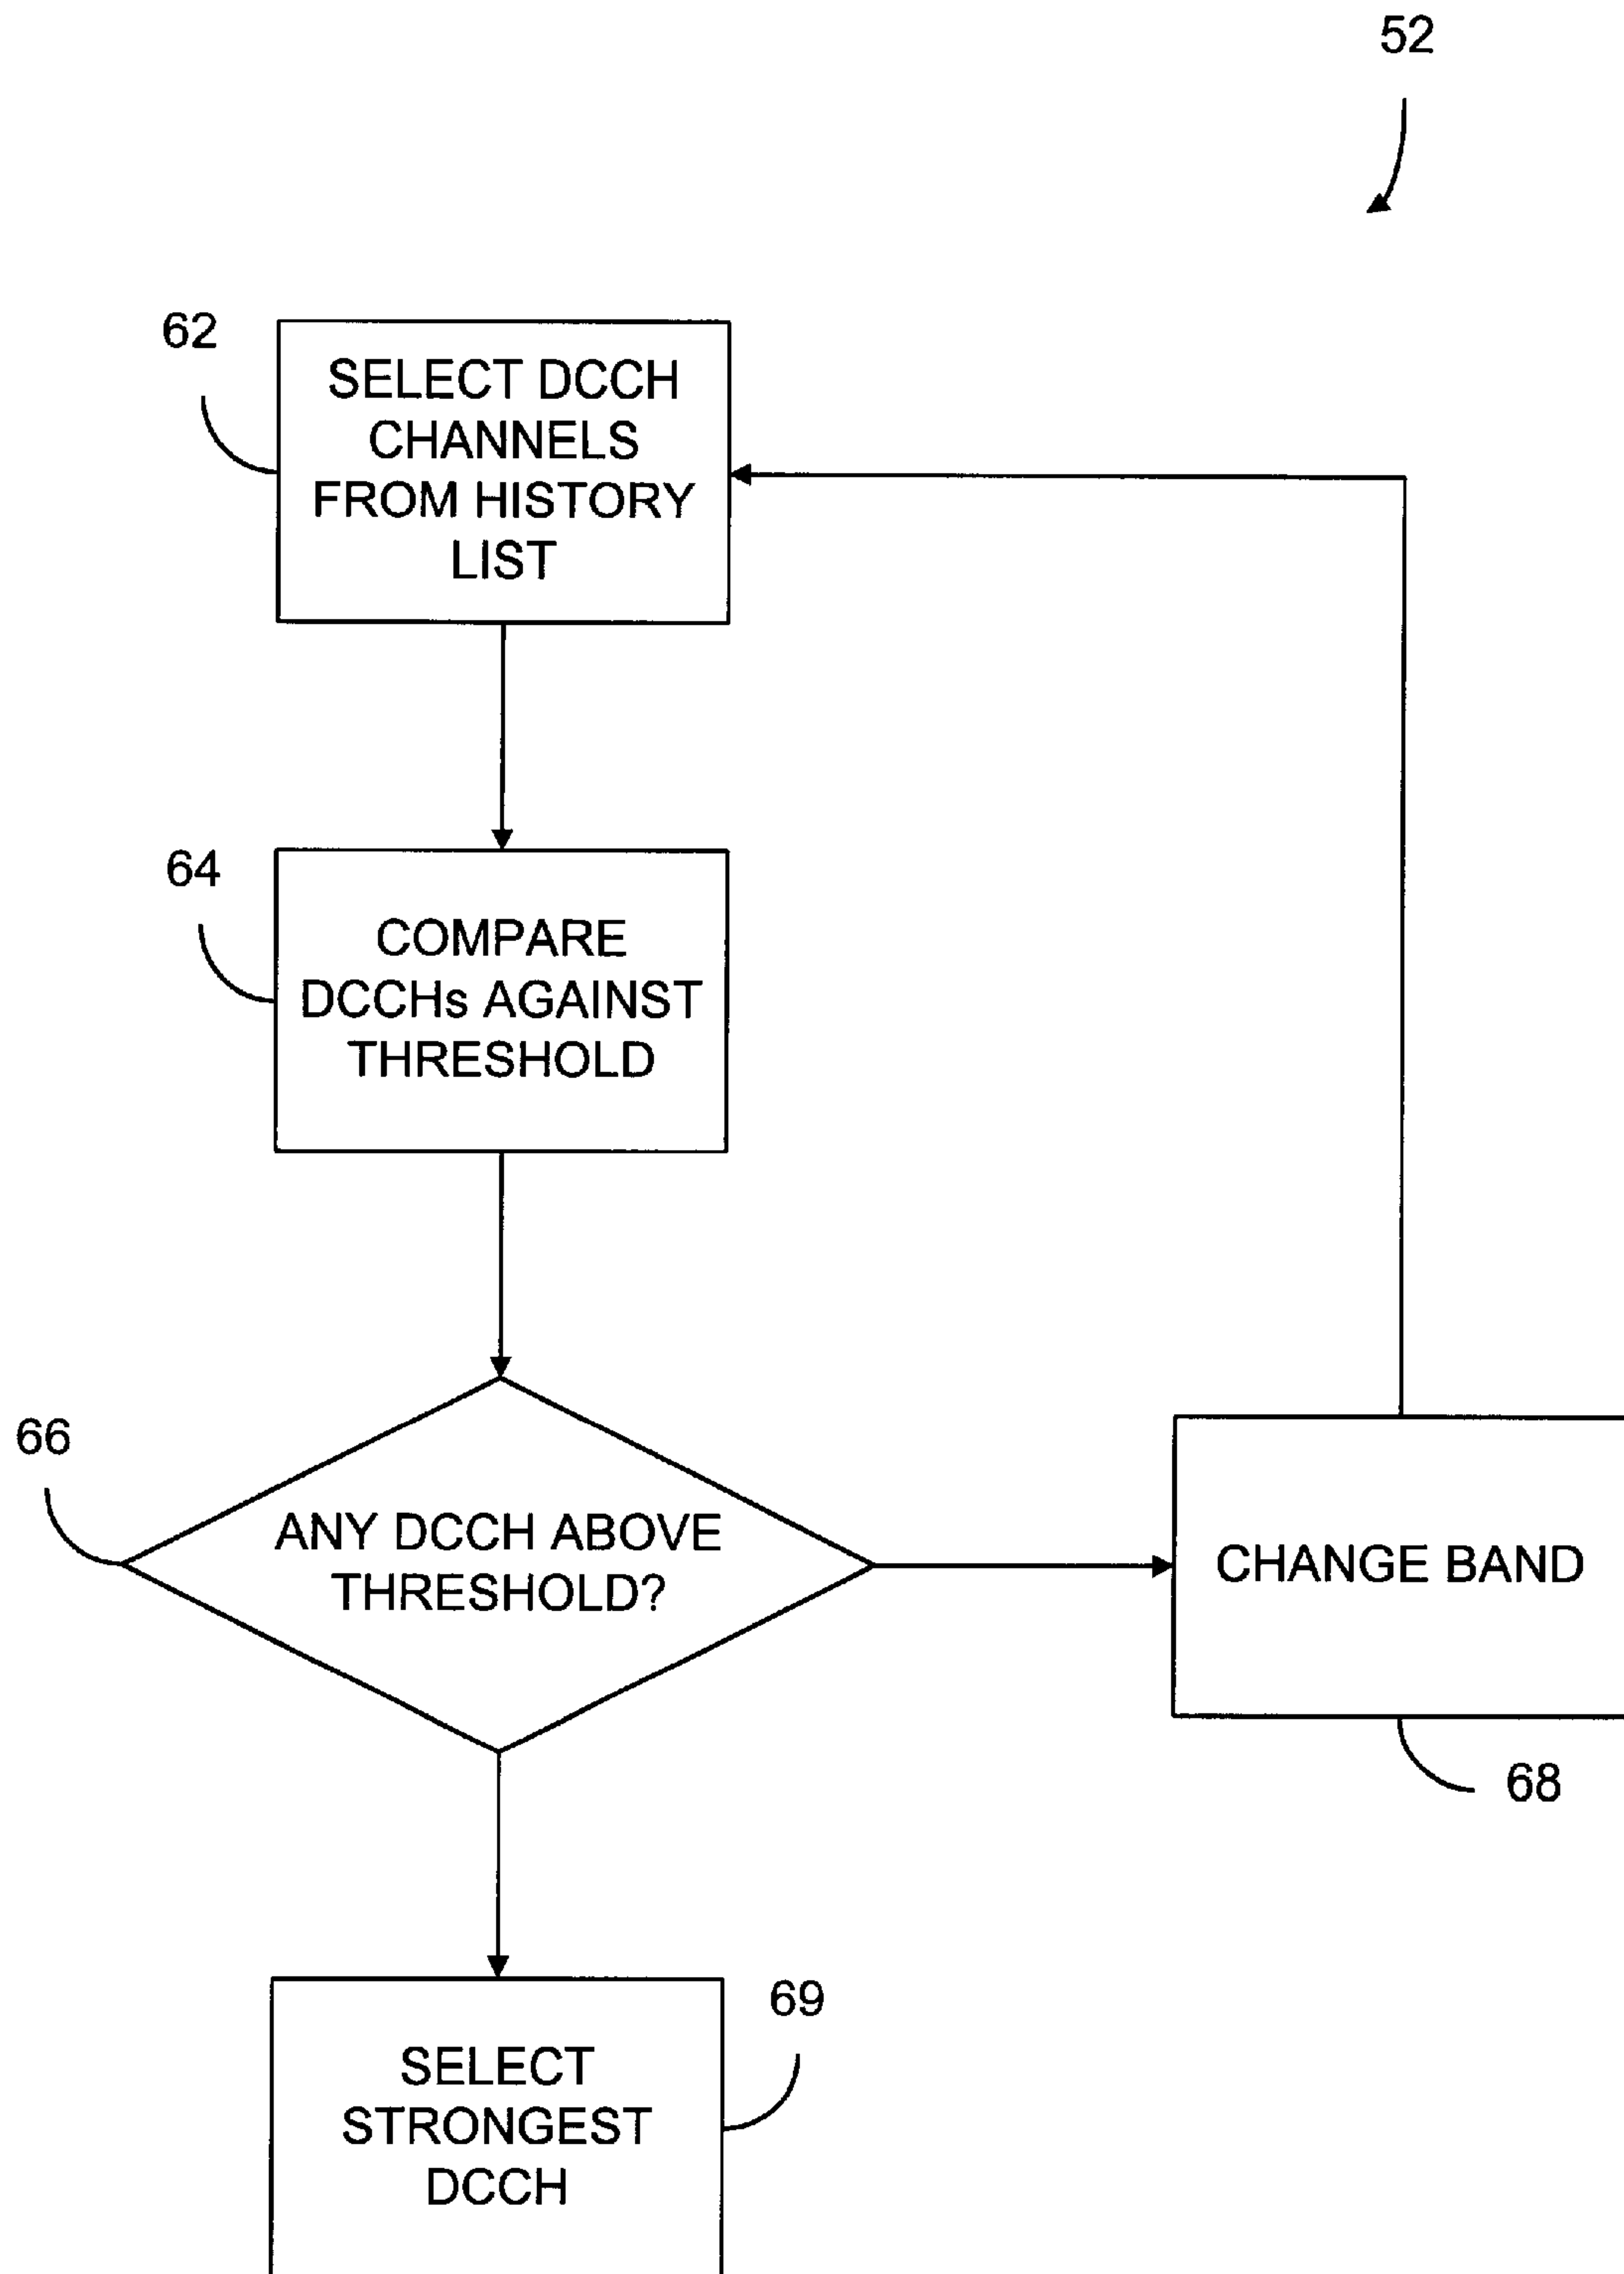 52
62
SELECT DCCH
CHANNELS
FROM HISTORY
LIST
64
COMPARE
DCCHs AGAINST
THRESHOLD
66
ANY DCCH ABOVE
THRESHOLD?
CHANGE BAND
68
69
SELECT
STRONGEST
DCCH